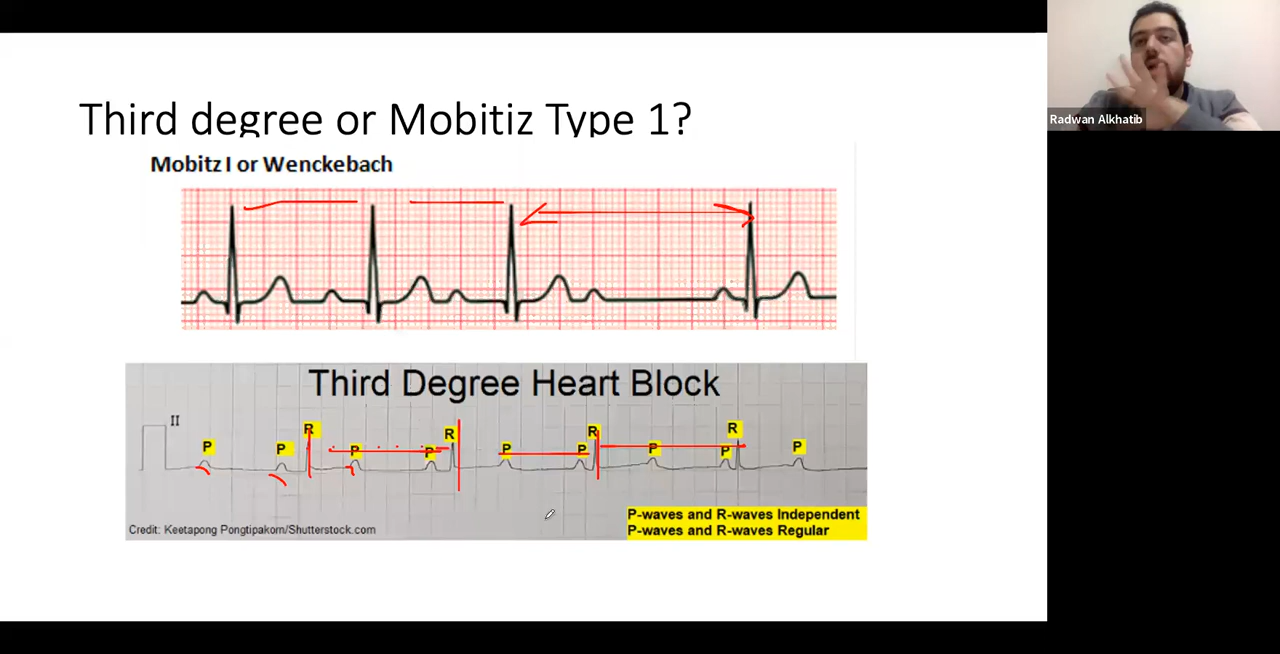 Third degree or Mobitiz Type 1?
Radwan Alkhatib
Mobitz I or Wenckebach
Third Degree Heart Block
II
P P R P P R P P R P P R P
P-waves and R-waves Independent
P-waves and R-waves Regular
Credit: Keetapong Pongtipakorn/Shutterstock.com